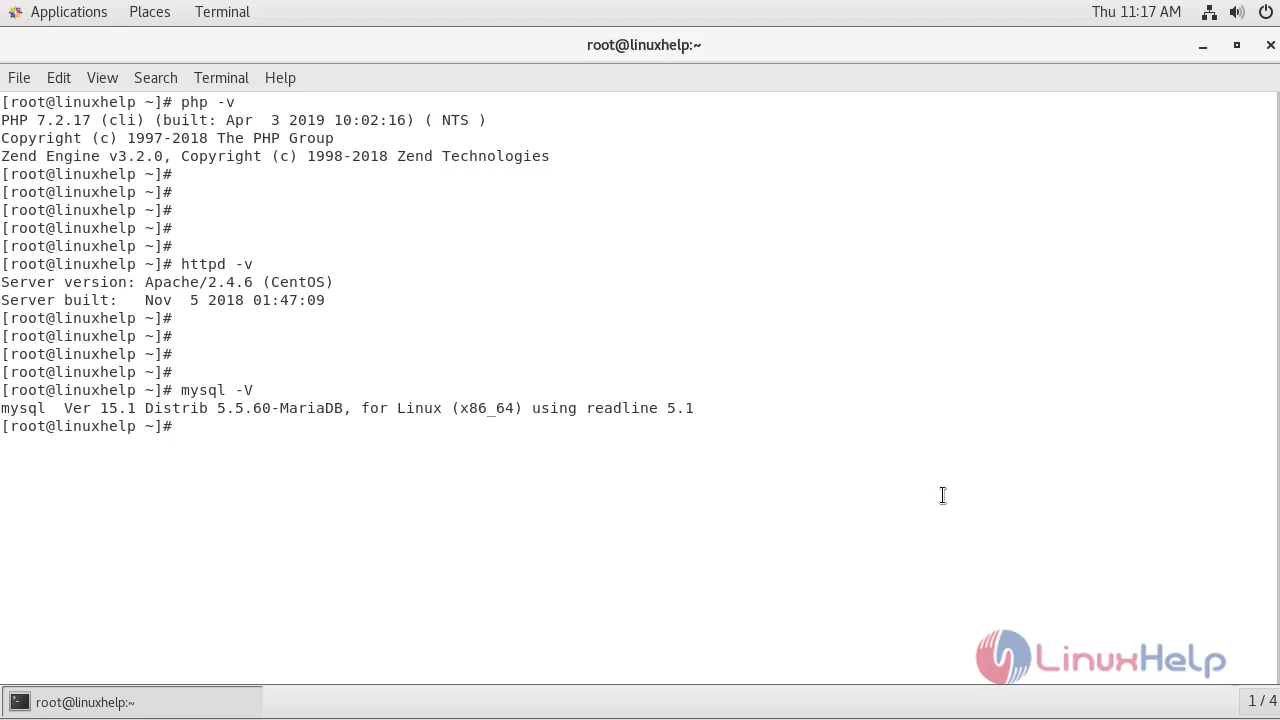 Applications Places Terminal Thu 11:17 AM
root@linuxhelp:~
File Edit View Search Terminal Help
[root@linuxhelp ~]# php -v
PHP 7.2.17 (cli) (built: Apr  3 2019 10:02:16) ( NTS )
Copyright (c) 1997-2018 The PHP Group
Zend Engine v3.2.0, Copyright (c) 1998-2018 Zend Technologies
[root@linuxhelp ~]#
[root@linuxhelp ~]#
[root@linuxhelp ~]#
[root@linuxhelp ~]#
[root@linuxhelp ~]#
[root@linuxhelp ~]# httpd -v
Server version: Apache/2.4.6 (CentOS)
Server built:   Nov  5 2018 01:47:09
[root@linuxhelp ~]#
[root@linuxhelp ~]#
[root@linuxhelp ~]#
[root@linuxhelp ~]#
[root@linuxhelp ~]# mysql -V
mysql  Ver 15.1 Distrib 5.5.60-MariaDB, for Linux (x86_64) using readline 5.1
[root@linuxhelp ~]#
LinuxHelp
root@linuxhelp:~ 1 / 4